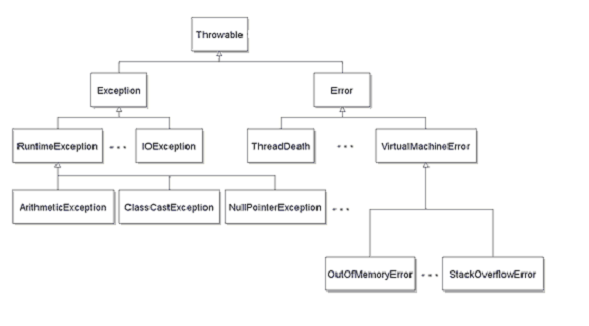 Throwable
Exception
Error
RuntimeException
...
IOException
ThreadDeath
...
VirtualMachineError
ArithmeticException
ClassCastException
NullPointerException
...
OutOfMemoryError
...
StackOverflowError